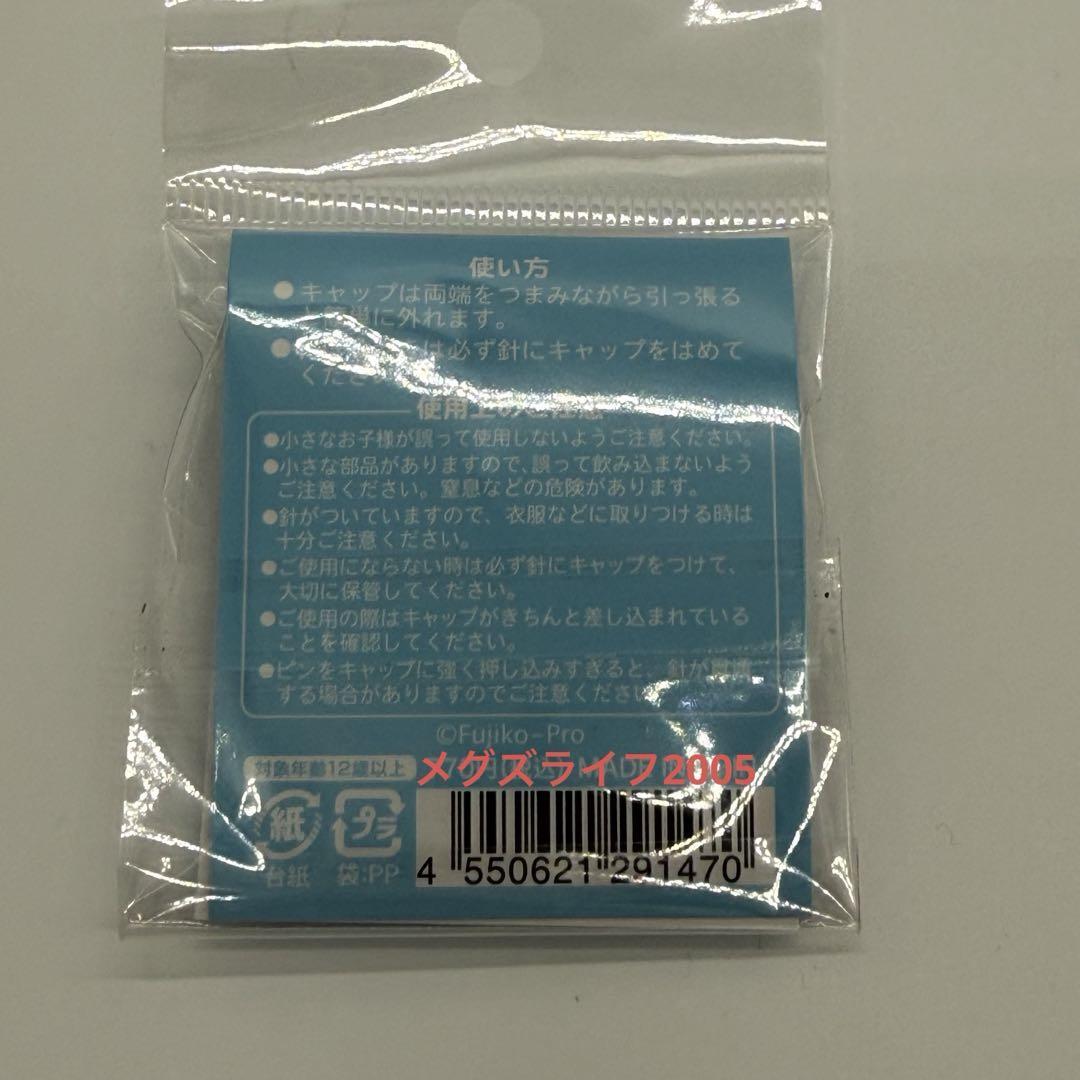 使い方
●キャップは両端をつまみながら引っ張る
に外れます。
は必ず針にキャップをはめて
くださ
使用上のご注意
●小さなお子様が誤って使用しないようご注意ください。
●小さな部品がありますので、誤って飲み込まないよう
ご注意ください。窒息などの危険があります。
●針がついていますので、衣服などに取りつける時は
十分ご注意ください。
●ご使用にならない時は必ず針にキャップをつけて、
大切に保管してください。
●ご使用の際はキャップがきちんと差し込まれている
ことを確認してください。
●ピンをキャップに強く押し込みすぎると、針が貫通
する場合がありますのでご注意ください
©Fujiko-Pro
対象年齢12歳以上
メグズライフ2005
紙
プラ
台紙
袋:PP
4 550621 291470